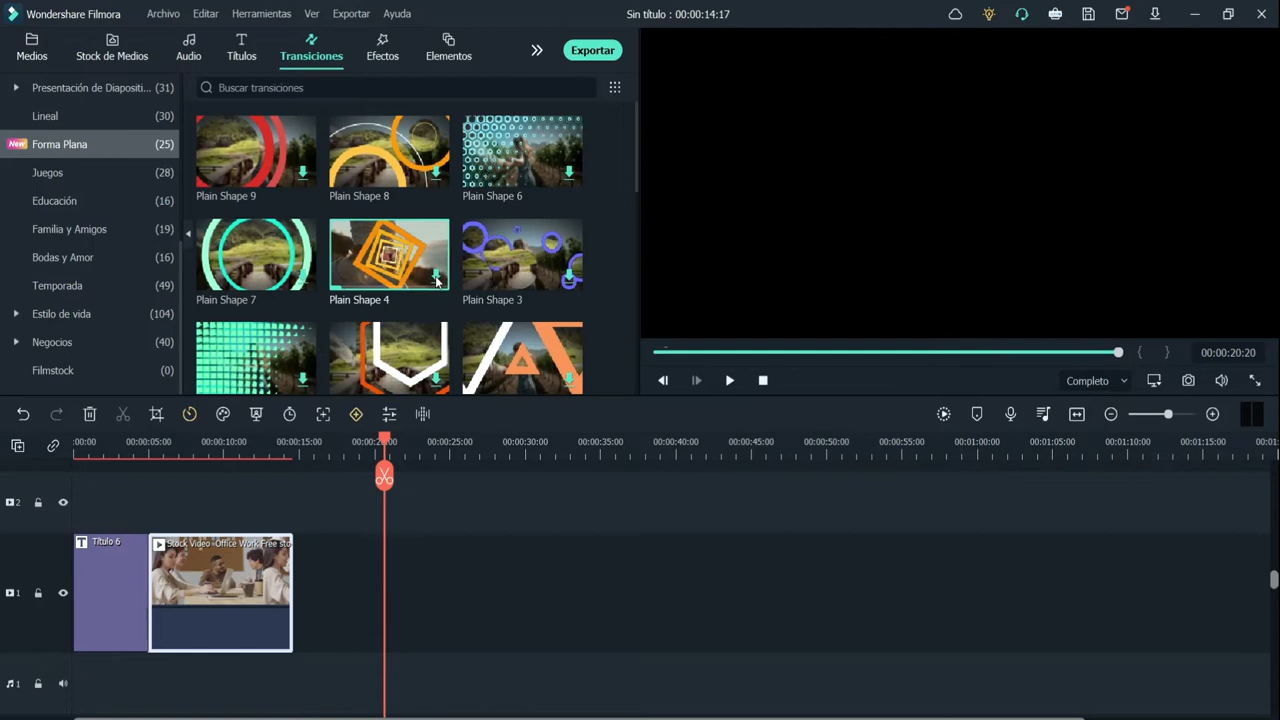 Wondershare Filmora Archivo Editar Herramientas Ver Exportar Ayuda Sin título : 00:00:14:17
Medios Stock de Medios Audio Títulos Transiciones Efectos Elementos Exportar
Presentación de Diapositi... (31)
Lineal (30)
New Forma Plana (25)
Juegos (28)
Educación (16)
Familia y Amigos (19)
Bodas y Amor (16)
Temporada (49)
Estilo de vida (104)
Negocios (40)
Filmstock (0)
Buscar transiciones
Plain Shape 9 Plain Shape 8 Plain Shape 6
Plain Shape 7 Plain Shape 4 Plain Shape 3
00:00:20:20
Completo
:00:00 00:00:05:00 00:00:10:00 00:00:15:00 00:00:25:00 00:00:30:00 00:00:35:00 00:00:40:00 00:00:45:00 00:00:50:00 00:00:55:00 00:01:00:00 00:01:05:00 00:01:10:00 00:01:15:00
2
Título 6 Stock Video Office Work Free sto
1
1